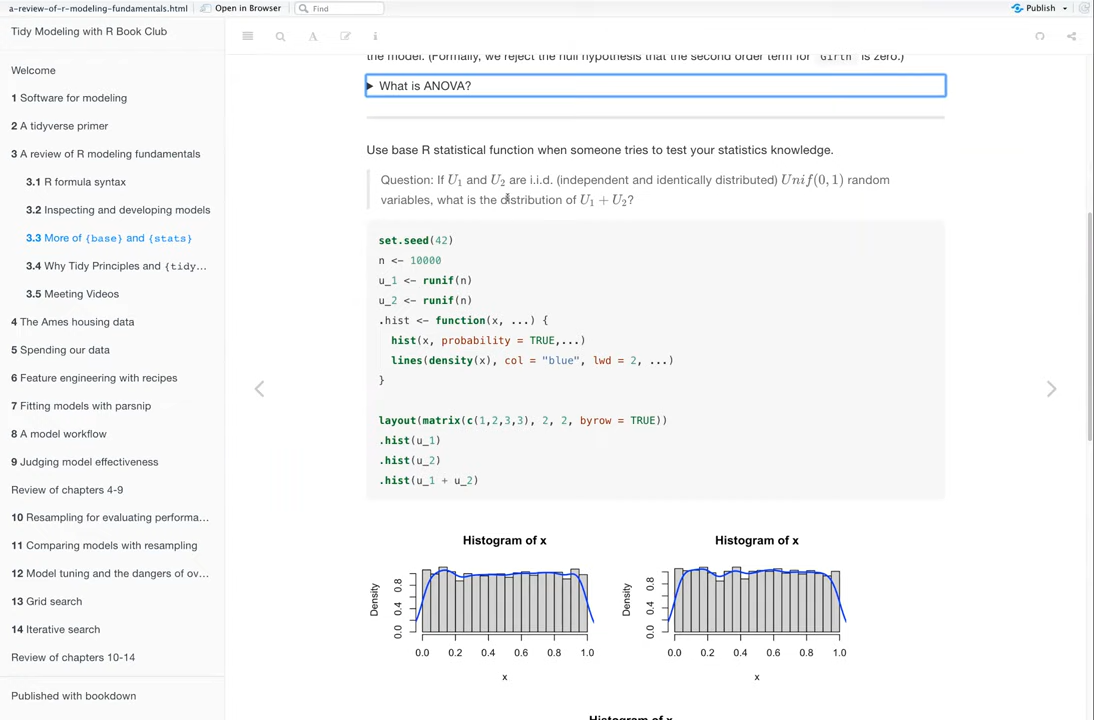 a-review-of-r-modeling-fundamentals.html
Open in Browser
Find
Publish
Tidy Modeling with R Book Club
Welcome
1 Software for modeling
2 A tidyverse primer
3 A review of R modeling fundamentals
3.1 R formula syntax
3.2 Inspecting and developing models
3.3 More of {base} and {stats}
3.4 Why Tidy Principles and {tidy…
3.5 Meeting Videos
4 The Ames housing data
5 Spending our data
6 Feature engineering with recipes
7 Fitting models with parsnip
8 A model workflow
9 Judging model effectiveness
Review of chapters 4-9
10 Resampling for evaluating performa…
11 Comparing models with resampling
12 Model tuning and the dangers of ov…
13 Grid search
14 Iterative search
Review of chapters 10-14
Published with bookdown
A
i
the model. (Formally, we reject the null hypothesis that the second order term for Girth is zero.)
What is ANOVA?
Use base R statistical function when someone tries to test your statistics knowledge.
Question: If U₁ and U₂ are i.i.d. (independent and identically distributed) Unif(0, 1) random
variables, what is the distribution of U₁ + U₂?
set.seed(42)
n <- 10000
u_1 <- runif(n)
u_2 <- runif(n)
.hist <- function(x, ...) {
hist(x, probability = TRUE,...)
lines(density(x), col = "blue", lwd = 2, ...)
}
layout(matrix(c(1,2,3,3), 2, 2, byrow = TRUE))
.hist(u_1)
.hist(u_2)
.hist(u_1 + u_2)
Histogram of x
Density
0.0 0.4 0.8
0.0 0.2 0.4 0.6 0.8 1.0
x
Histogram of x
Density
0.0 0.4 0.8
0.0 0.2 0.4 0.6 0.8 1.0
x
Histogram of x